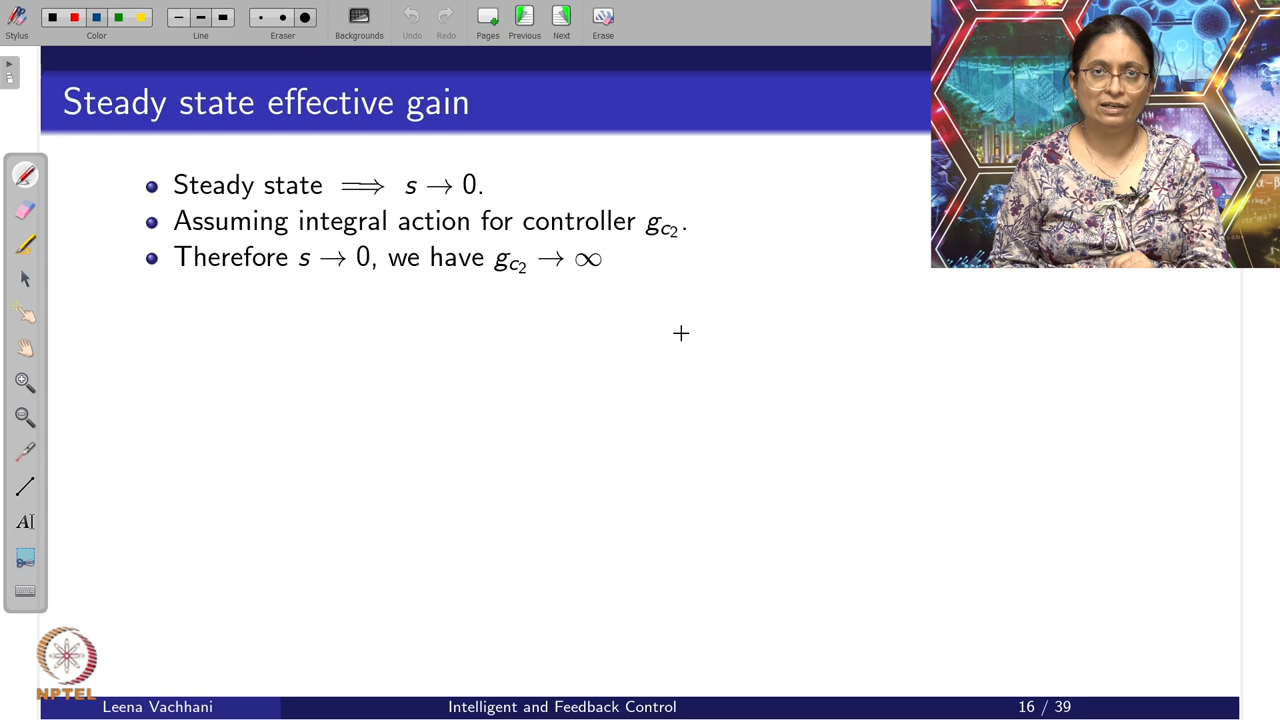 Stylus
Color
Line
Eraser
Backgrounds
Undo
Redo
Pages
Previous
Next
Erase
Steady state effective gain
Steady state ⟹ s → 0.
Assuming integral action for controller g_{c_2}.
Therefore s → 0, we have g_{c_2} → ∞
NPTEL
Leena Vachhani
Intelligent and Feedback Control
16 / 39